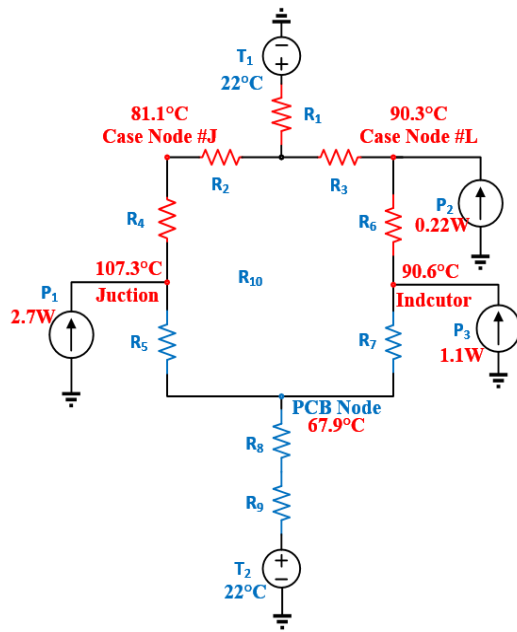 T1
22°C
R1
81.1°C
Case Node #J
90.3°C
Case Node #L
R2
R3
R4
R6
P2
0.22W
107.3°C
Juction
R10
90.6°C
Indcutor
P1
2.7W
R5
R7
P3
1.1W
PCB Node
67.9°C
R8
R9
T2
22°C